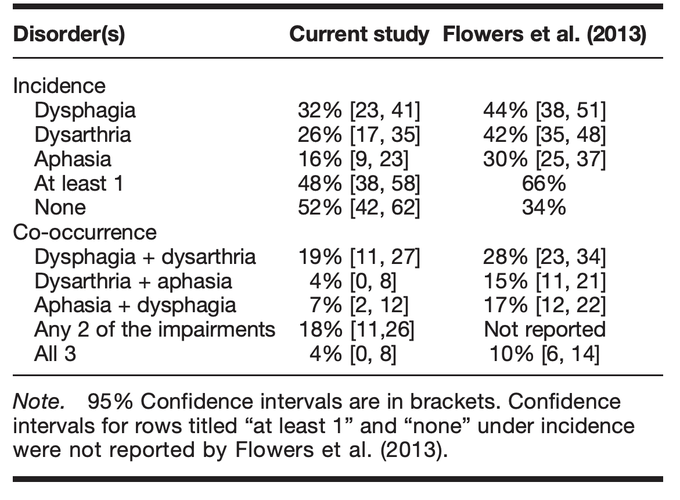 Disorder(s) Current study Flowers et al. (2013)
Incidence
Dysphagia 32% [23, 41] 44% [38, 51]
Dysarthria 26% [17, 35] 42% [35, 48]
Aphasia 16% [9, 23] 30% [25, 37]
At least 1 48% [38, 58] 66%
None 52% [42, 62] 34%
Co-occurrence
Dysphagia + dysarthria 19% [11, 27] 28% [23, 34]
Dysarthria + aphasia 4% [0, 8] 15% [11, 21]
Aphasia + dysphagia 7% [2, 12] 17% [12, 22]
Any 2 of the impairments 18% [11,26] Not reported
All 3 4% [0, 8] 10% [6, 14]
Note. 95% Confidence intervals are in brackets. Confidence
intervals for rows titled “at least 1” and “none” under incidence
were not reported by Flowers et al. (2013).